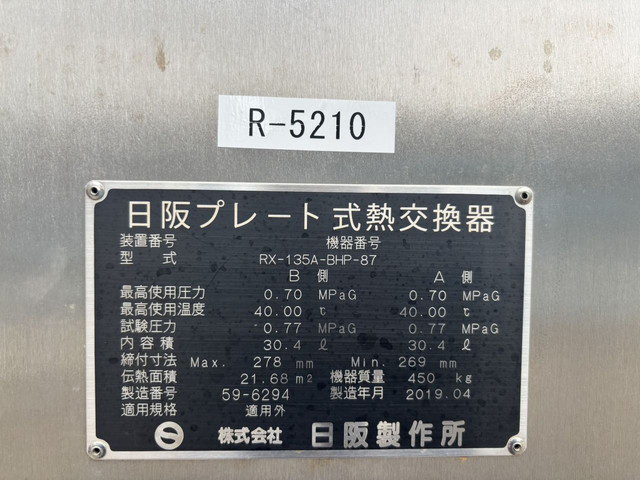 R-5210
日阪プレート式熱交換器
装置番号 機器番号
型式 RX-135A-BHP-87
B側 A側
最高使用圧力 0.70 MPaG 0.70 MPaG
最高使用温度 40.00 ℃ 40.00 ℃
試験圧力 0.77 MPaG 0.77 MPaG
内容積 30.4 ℓ 30.4 ℓ
締付寸法 Max. 278 mm Min. 269 mm
伝熱面積 21.68 m² 機器質量 450 kg
製造番号 59-6294 製造年月 2019.04
適用規格 適用外
株式会社 日阪製作所